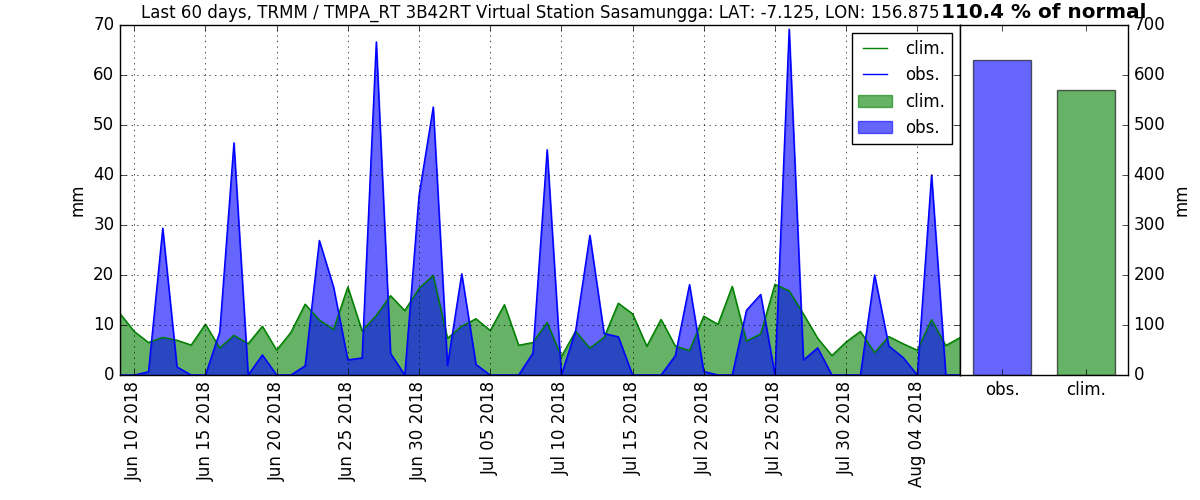 Last 60 days, TRMM / TMPA_RT 3B42RT Virtual Station Sasamungga: LAT: -7.125, LON: 156.875
110.4 % of normal
70
60
50
40
30
20
10
0
mm
clim.
obs.
clim.
obs.
Jun 10 2018
Jun 15 2018
Jun 20 2018
Jun 25 2018
Jun 30 2018
Jul 05 2018
Jul 10 2018
Jul 15 2018
Jul 20 2018
Jul 25 2018
Jul 30 2018
Aug 04 2018
700
600
500
400
300
200
100
0
mm
obs.
clim.